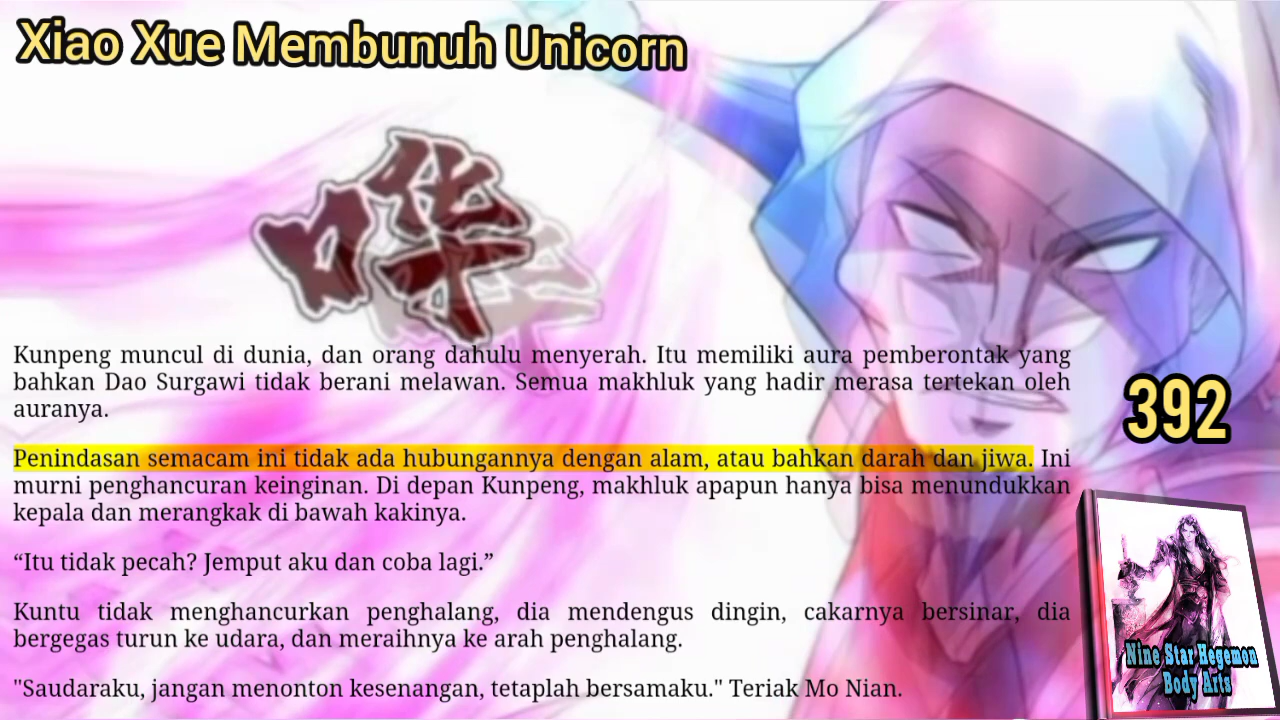 Xiao Xue Membunuh Unicorn
哗
Kunpeng muncul di dunia, dan orang dahulu menyerah. Itu memiliki aura pemberontak yang
bahkan Dao Surgawi tidak berani melawan. Semua makhluk yang hadir merasa tertekan oleh
auranya.
392
Penindasan semacam ini tidak ada hubungannya dengan alam, atau bahkan darah dan jiwa. Ini
murni penghancuran keinginan. Di depan Kunpeng, makhluk apapun hanya bisa menundukkan
kepala dan merangkak di bawah kakinya.
“Itu tidak pecah? Jemput aku dan coba lagi.”
Kuntu tidak menghancurkan penghalang, dia mendengus dingin, cakarnya bersinar, dia
bergegas turun ke udara, dan meraihnya ke arah penghalang.
"Saudaraku, jangan menonton kesenangan, tetaplah bersamaku." Teriak Mo Nian.
Nine Star Hegemon
Body Arts